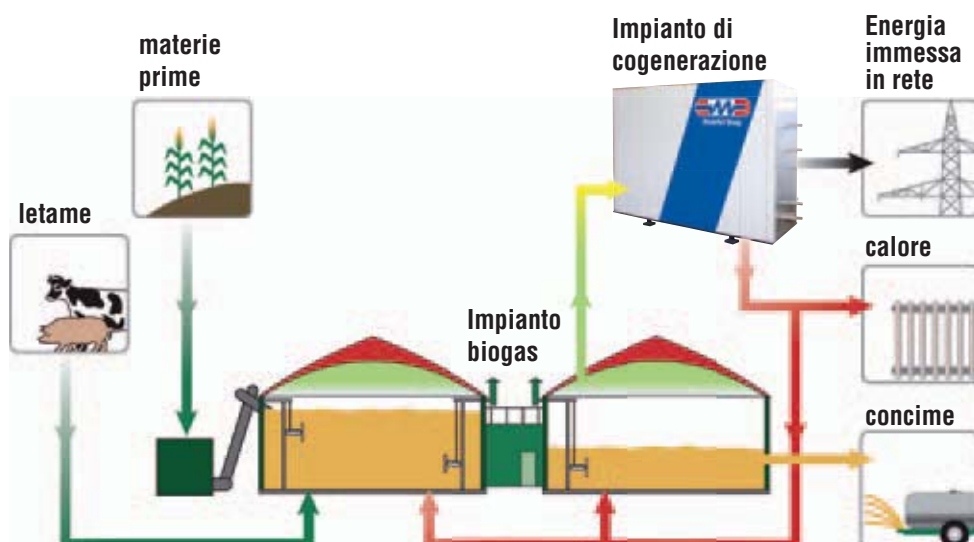 materie
prime
Impianto di
cogenerazione
Energia
immessa
in rete
letame
calore
Impianto
biogas
concime